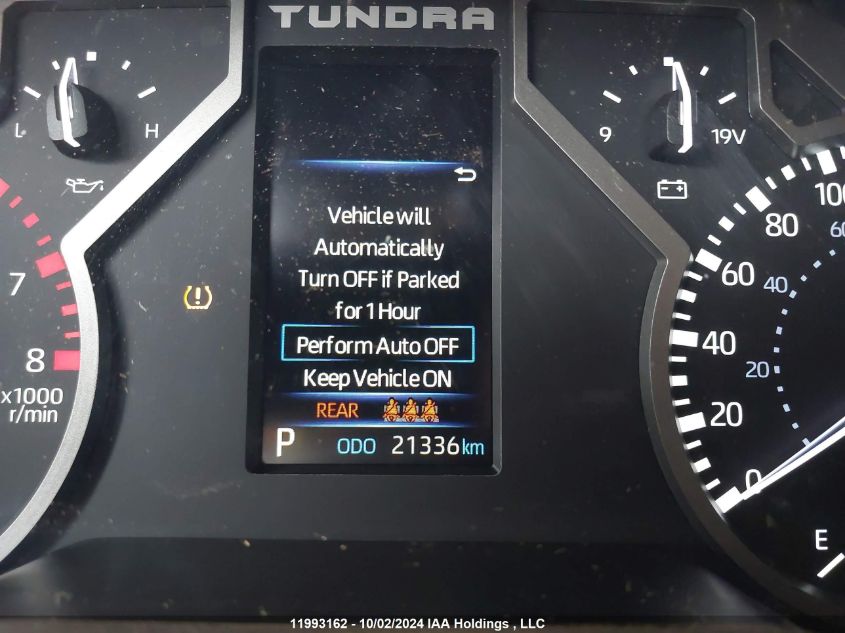 TUNDRA
L H
9 19V
Vehicle will
Automatically
Turn OFF if Parked
for 1 Hour
Perform Auto OFF
Keep Vehicle ON
REAR
P ODO 21336 km
7
8
x1000
r/min
100
80
60
60
40
40
20
20
0
E
11993162 - 10/02/2024 IAA Holdings , LLC